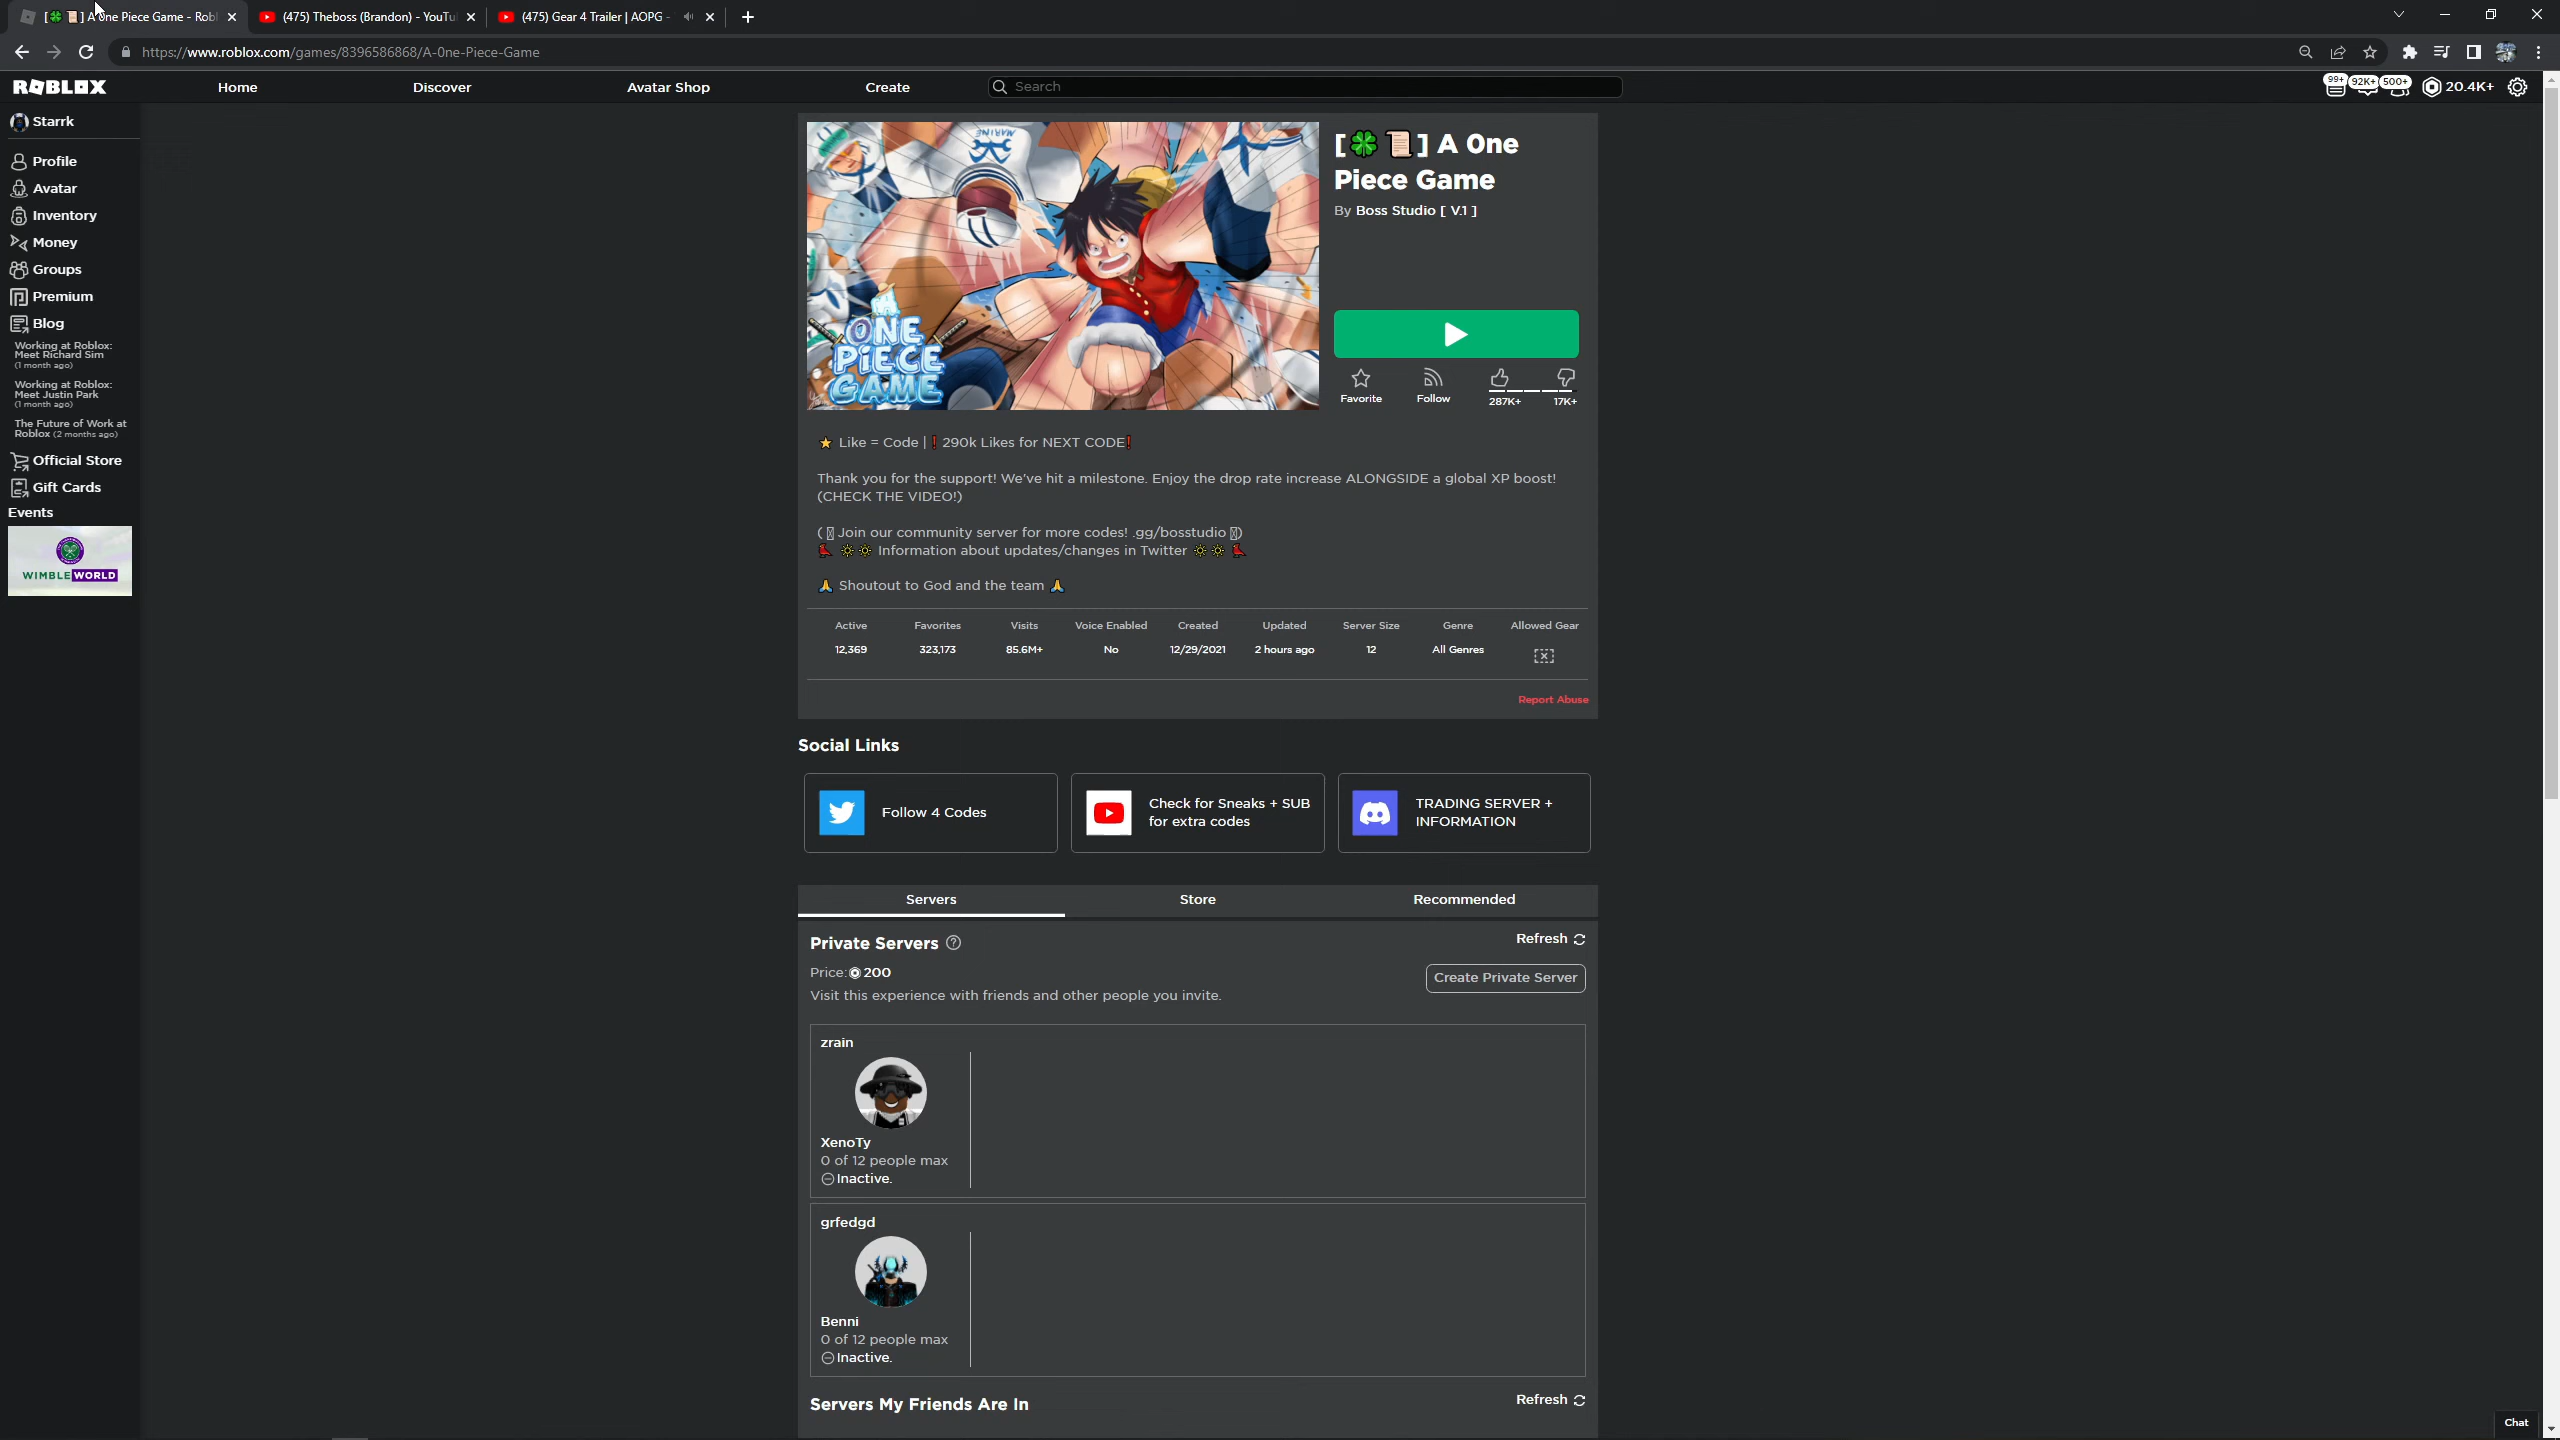 [🍀📜] A One Piece Game - Robl
(475) Theboss (Brandon) - YouTu
(475) Gear 4 Trailer | AOPG -
https://www.roblox.com/games/8396586868/A-0ne-Piece-Game
ROBLOX
Home
Discover
Avatar Shop
Create
Search
99+
92K+
500+
20.4K+
Starrk
Profile
Avatar
Inventory
Money
Groups
Premium
Blog
Working at Roblox:
Meet Richard Sim
(1 month ago)
Working at Roblox:
Meet Justin Park
(1 month ago)
The Future of Work at
Roblox (2 months ago)
Official Store
Gift Cards
Events
WIMBLEWORLD
MARINE
A
ONE
PIECE
GAME
[🍀📜] A 0ne
Piece Game
By Boss Studio [ V.1 ]
Favorite
Follow
287K+
17K+
⭐ Like = Code |❗290k Likes for NEXT CODE❗
Thank you for the support! We've hit a milestone. Enjoy the drop rate increase ALONGSIDE a global XP boost!
(CHECK THE VIDEO!)
( Join our community server for more codes! .gg/bosstudio )
Information about updates/changes in Twitter
🙏 Shoutout to God and the team 🙏
Active
Favorites
Visits
Voice Enabled
Created
Updated
Server Size
Genre
Allowed Gear
12,369
323,173
85.6M+
No
12/29/2021
2 hours ago
12
All Genres
Report Abuse
Social Links
Follow 4 Codes
Check for Sneaks + SUB
for extra codes
TRADING SERVER +
INFORMATION
Servers
Store
Recommended
Private Servers
Refresh
Price: 200
Create Private Server
Visit this experience with friends and other people you invite.
zrain
XenoTy
0 of 12 people max
Inactive.
grfedgd
Benni
0 of 12 people max
Inactive.
Servers My Friends Are In
Refresh
Chat